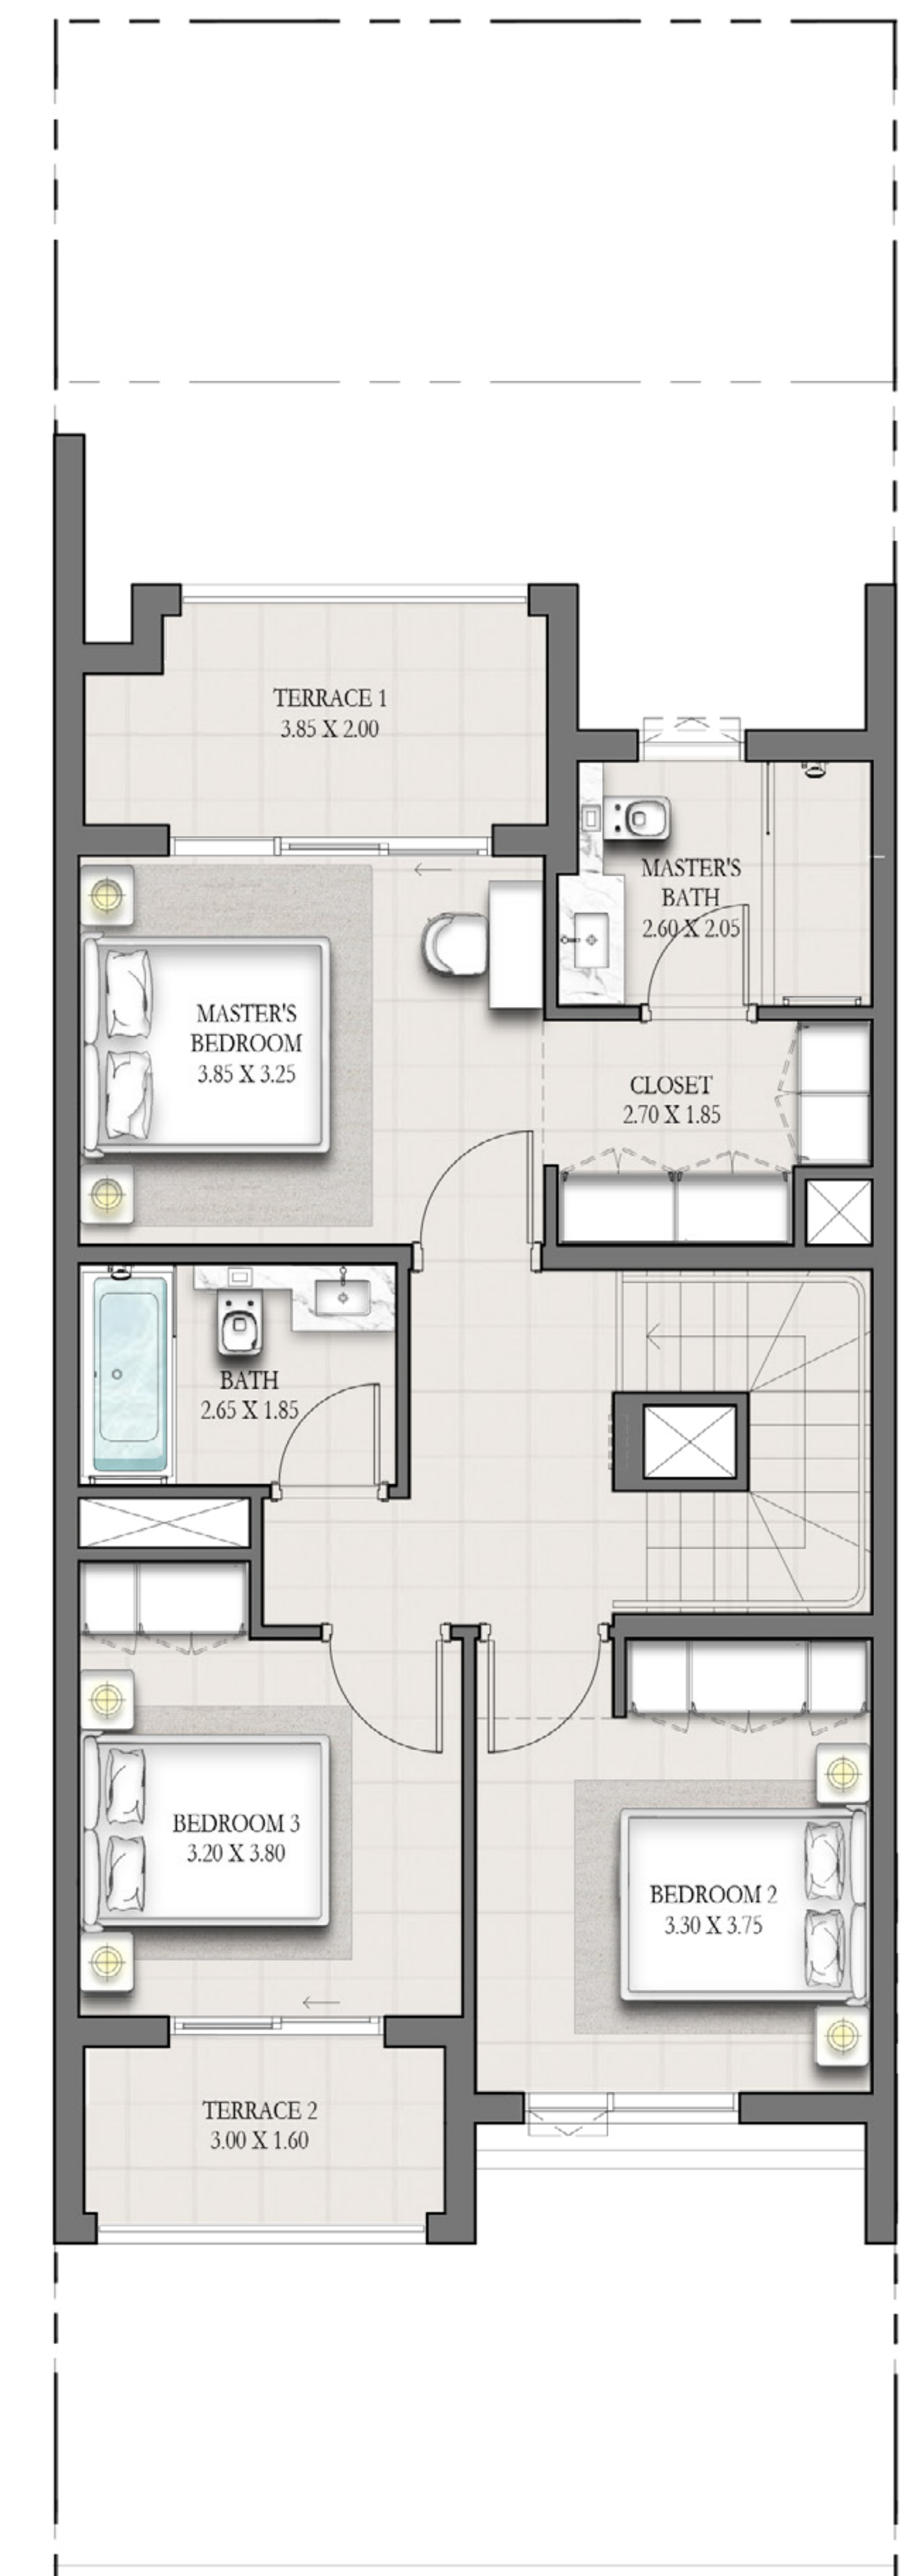 TERRACE 1
3.85 X 2.00
MASTER'S
BATH
2.60 X 2.05
MASTER'S
BEDROOM
3.85 X 3.25
CLOSET
2.70 X 1.85
BATH
2.65 X 1.85
BEDROOM 3
3.20 X 3.80
BEDROOM 2
3.30 X 3.75
TERRACE 2
3.00 X 1.60